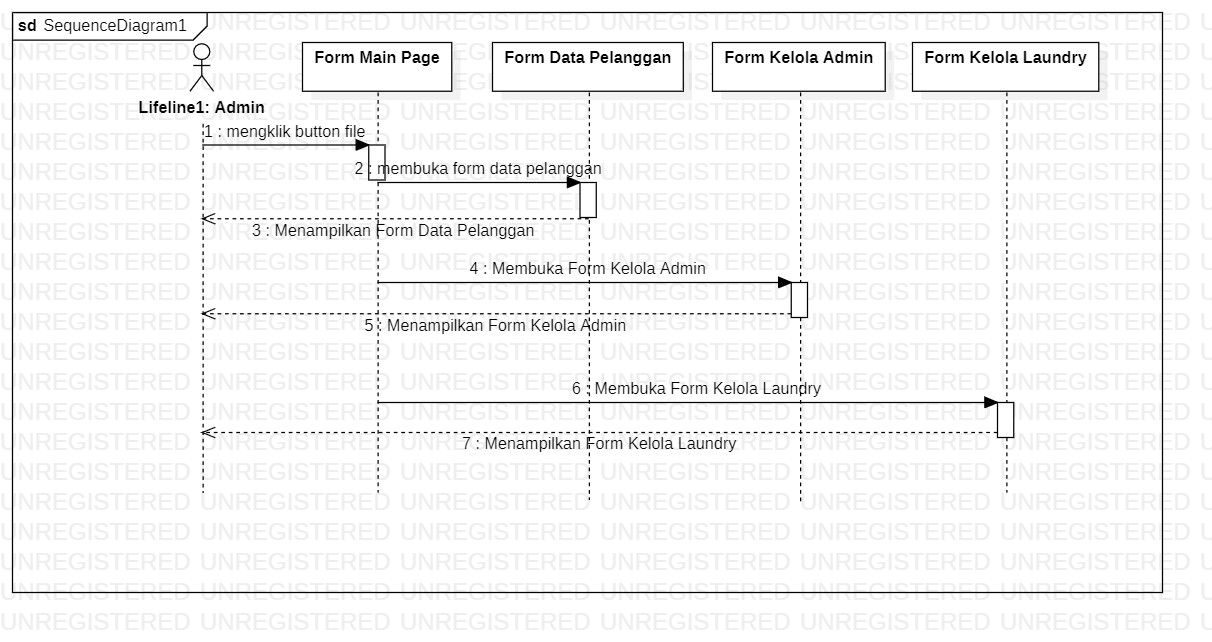 sd SequenceDiagram1
Form Main Page
Form Data Pelanggan
Form Kelola Admin
Form Kelola Laundry
Lifeline1: Admin
1 : mengklik button file
2 : membuka form data pelanggan
3 : Menampilkan Form Data Pelanggan
4 : Membuka Form Kelola Admin
5 : Menampilkan Form Kelola Admin
6 : Membuka Form Kelola Laundry
7 : Menampilkan Form Kelola Laundry
UNREGISTERED